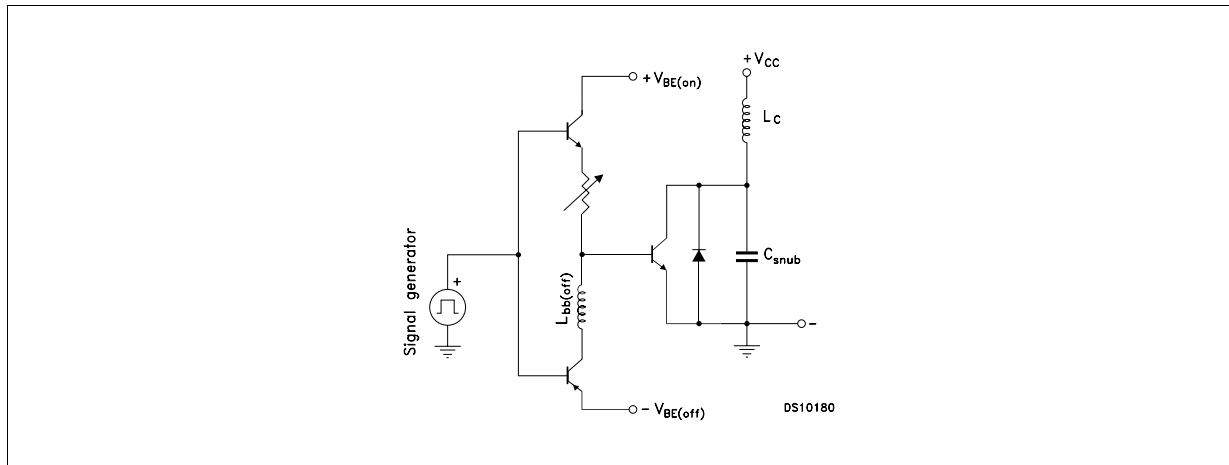 +V_CC
+V_BE(on)
L_C
Signal generator
+
L_bb(off)
C_snub
-
- V_BE(off)
DS10180